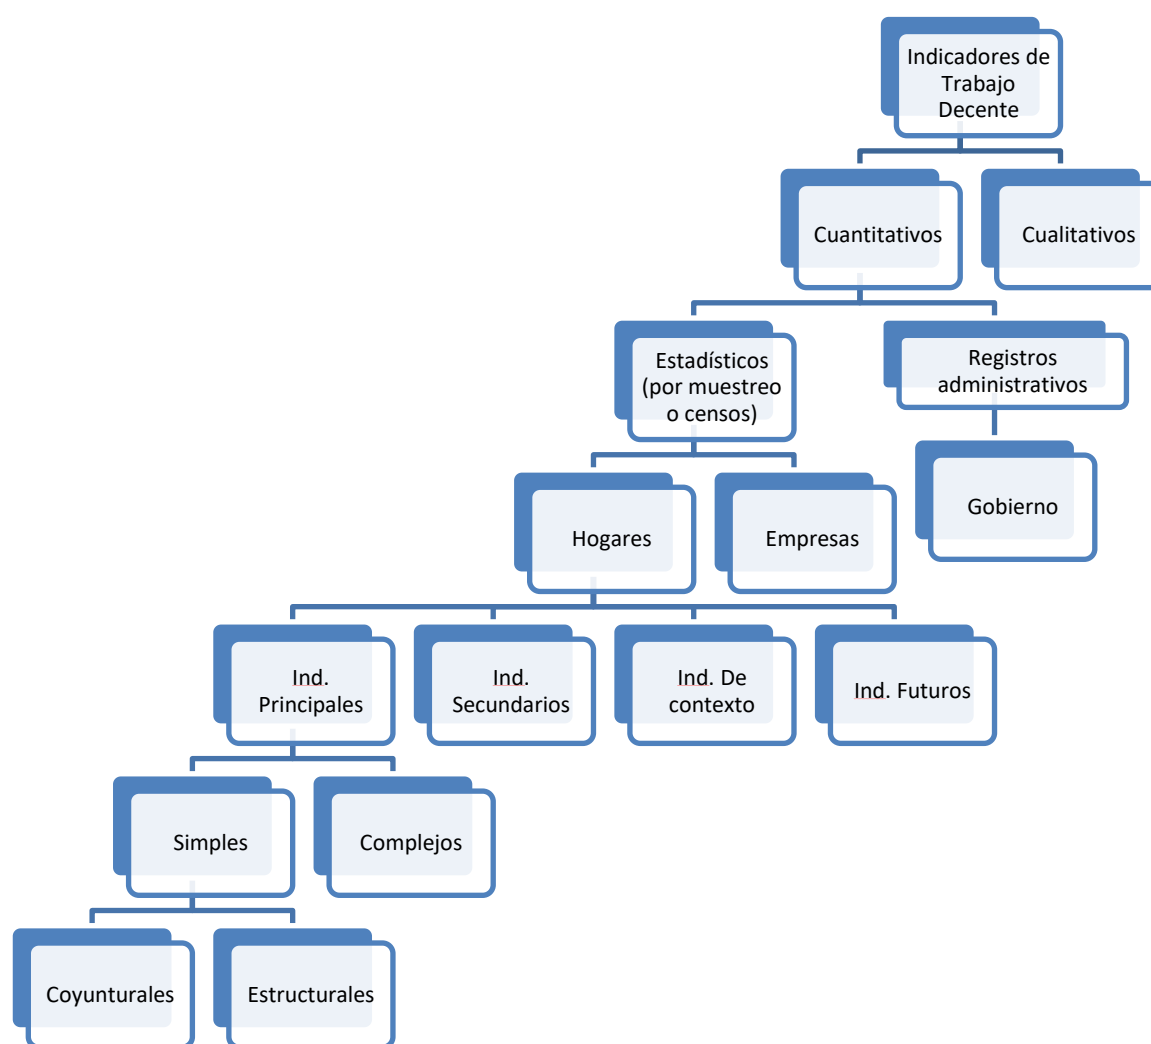 Indicadores de
Trabajo
Decente
Cuantitativos
Cualitativos
Estadísticos
(por muestreo
o censos)
Registros
administrativos
Gobierno
Hogares
Empresas
Ind.
Principales
Ind.
Secundarios
Ind. De
contexto
Ind. Futuros
Simples
Complejos
Coyunturales
Estructurales